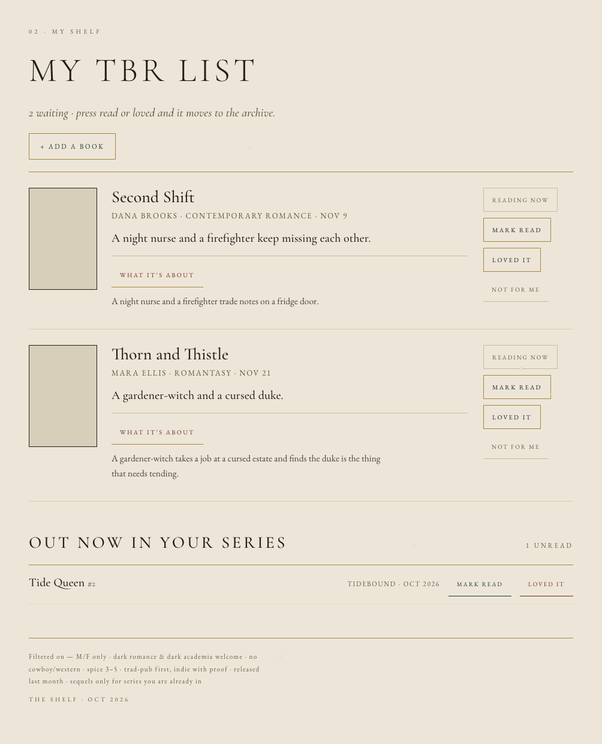 02 · MY SHELF
MY TBR LIST
2 waiting · press read or loved and it moves to the archive.
+ ADD A BOOK
Second Shift
DANA BROOKS · CONTEMPORARY ROMANCE · NOV 9
A night nurse and a firefighter keep missing each other.
WHAT IT'S ABOUT
A night nurse and a firefighter trade notes on a fridge door.
READING NOW
MARK READ
LOVED IT
NOT FOR ME
Thorn and Thistle
MARA ELLIS · ROMANTASY · NOV 21
A gardener-witch and a cursed duke.
WHAT IT'S ABOUT
A gardener-witch takes a job at a cursed estate and finds the duke is the thing
that needs tending.
READING NOW
MARK READ
LOVED IT
NOT FOR ME
OUT NOW IN YOUR SERIES
1 UNREAD
Tide Queen #2
TIDEBOUND · OCT 2026
MARK READ
LOVED IT
Filtered on — M/F only · dark romance & dark academia welcome · no
cowboy/western · spice 3–5 · trad-pub first, indie with proof · released
last month · sequels only for series you are already in
THE SHELF · OCT 2026